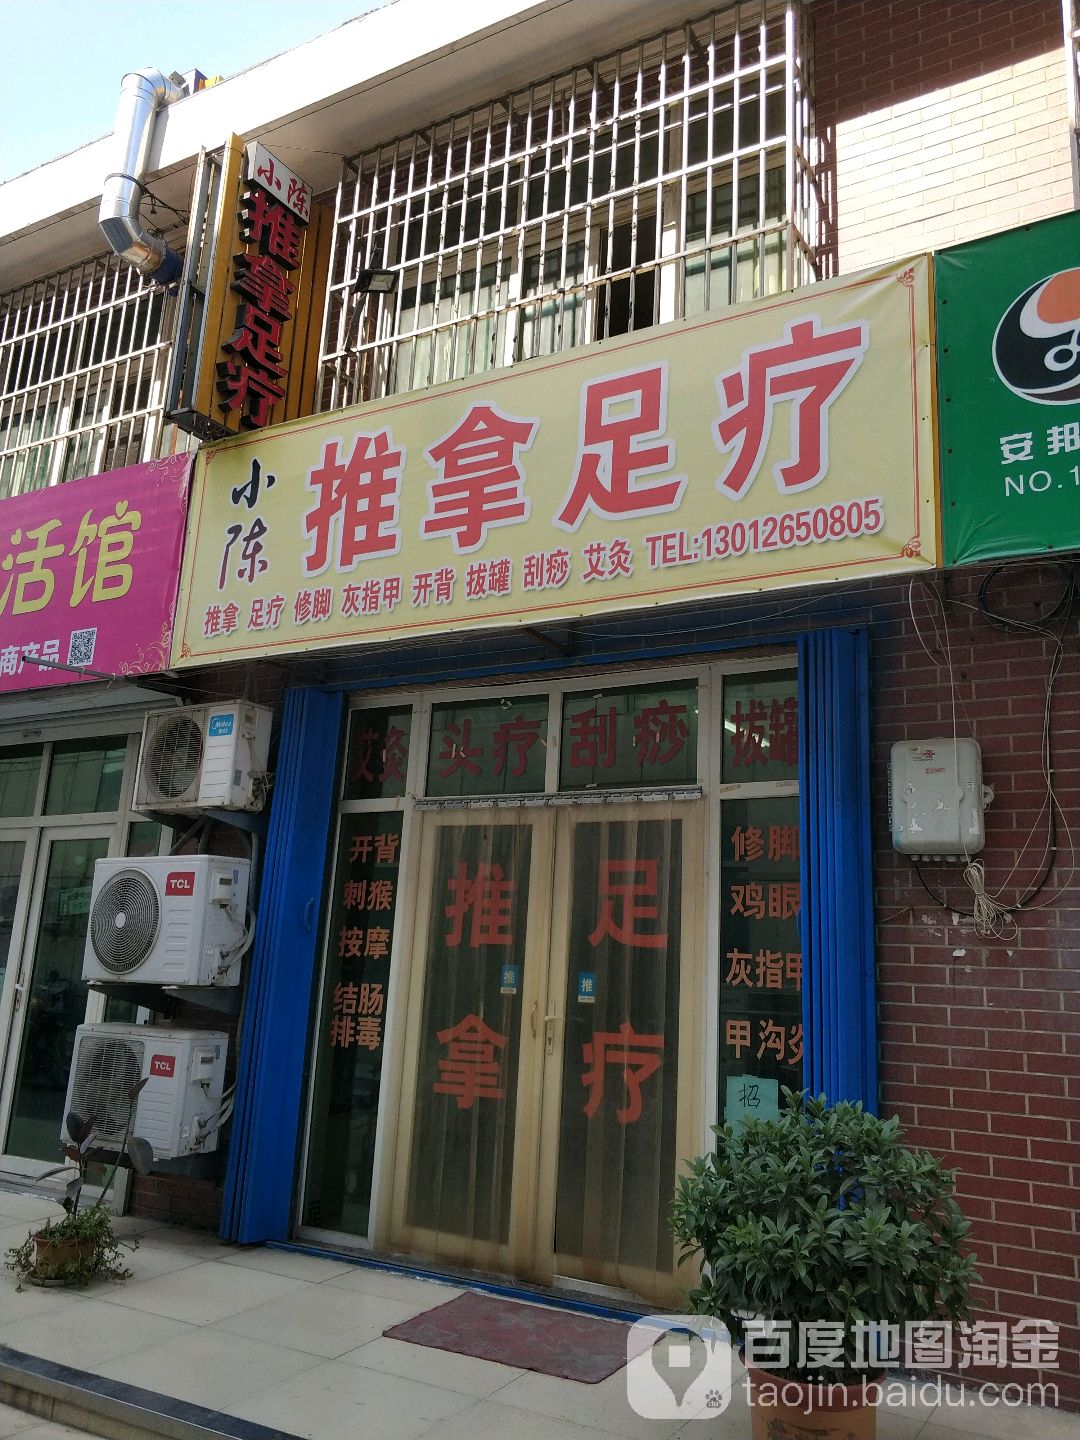 小陈
推拿足疗
小陈
推拿足疗
推拿 足疗 修脚 灰指甲 开背 拔罐 刮痧 艾灸 TEL:13012650805
活馆
商产品
安邦
NO.1
Midea
TCL
TCL
艾灸 头疗 刮痧 拔罐
开背
刺猴
按摩
结肠
排毒
推拿
足疗
推
推
修脚
鸡眼
灰指甲
甲沟炎
招
百度地图淘金
taojin.baidu.com